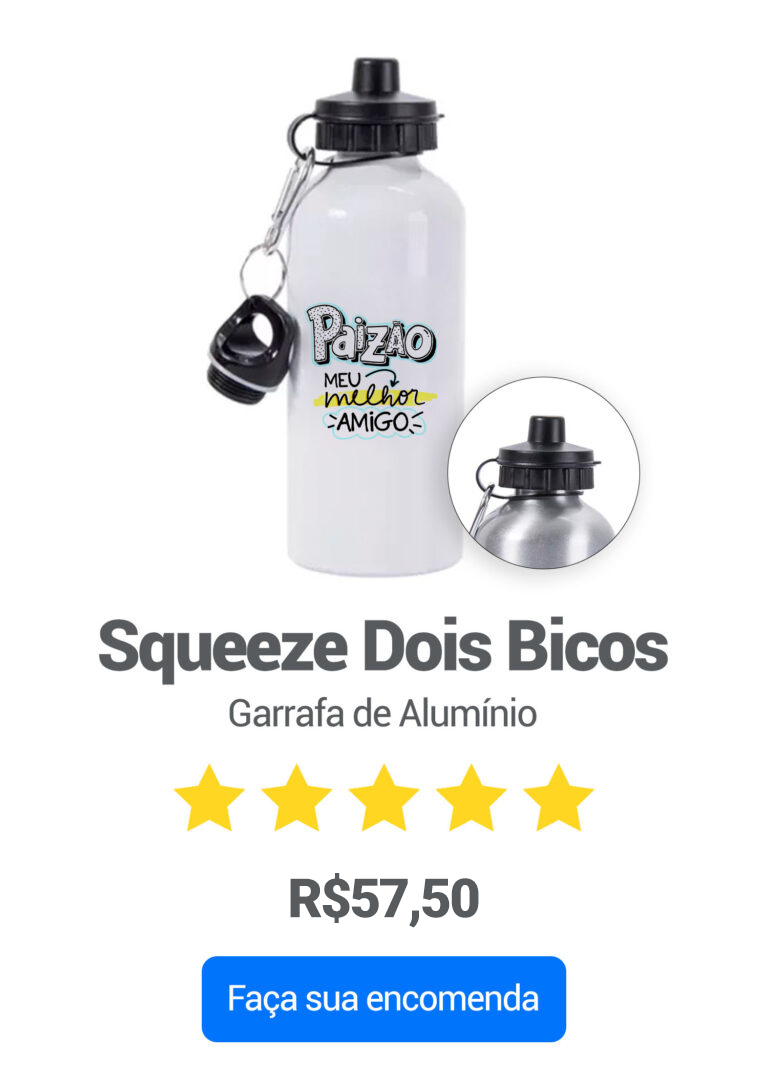 Paizão
MEU
melhor
AMIGO
Squeeze Dois Bicos
Garrafa de Alumínio
R$57,50
Faça sua encomenda